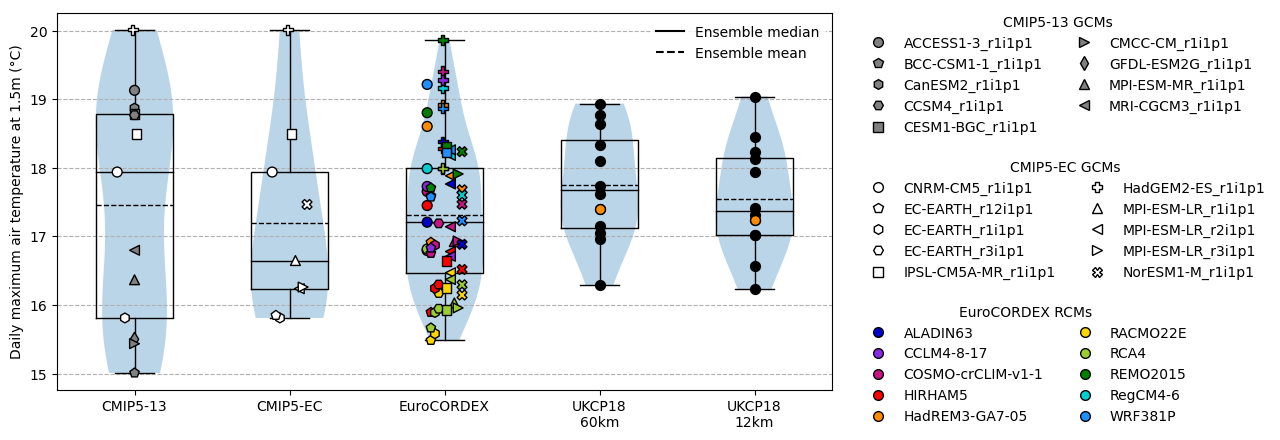 Daily maximum air temperature at 1.5m (°C)
20
19
18
17
16
15
Ensemble median
Ensemble mean
CMIP5-13
CMIP5-EC
EuroCORDEX
UKCP18
60km
UKCP18
12km
CMIP5-13 GCMs
ACCESS1-3_r1i1p1
BCC-CSM1-1_r1i1p1
CanESM2_r1i1p1
CCSM4_r1i1p1
CESM1-BGC_r1i1p1
CMCC-CM_r1i1p1
GFDL-ESM2G_r1i1p1
MPI-ESM-MR_r1i1p1
MRI-CGCM3_r1i1p1
CMIP5-EC GCMs
CNRM-CM5_r1i1p1
EC-EARTH_r12i1p1
EC-EARTH_r1i1p1
EC-EARTH_r3i1p1
IPSL-CM5A-MR_r1i1p1
HadGEM2-ES_r1i1p1
MPI-ESM-LR_r1i1p1
MPI-ESM-LR_r2i1p1
MPI-ESM-LR_r3i1p1
NorESM1-M_r1i1p1
EuroCORDEX RCMs
ALADIN63
CCLM4-8-17
COSMO-crCLIM-v1-1
HIRHAM5
HadREM3-GA7-05
RACMO22E
RCA4
REMO2015
RegCM4-6
WRF381P